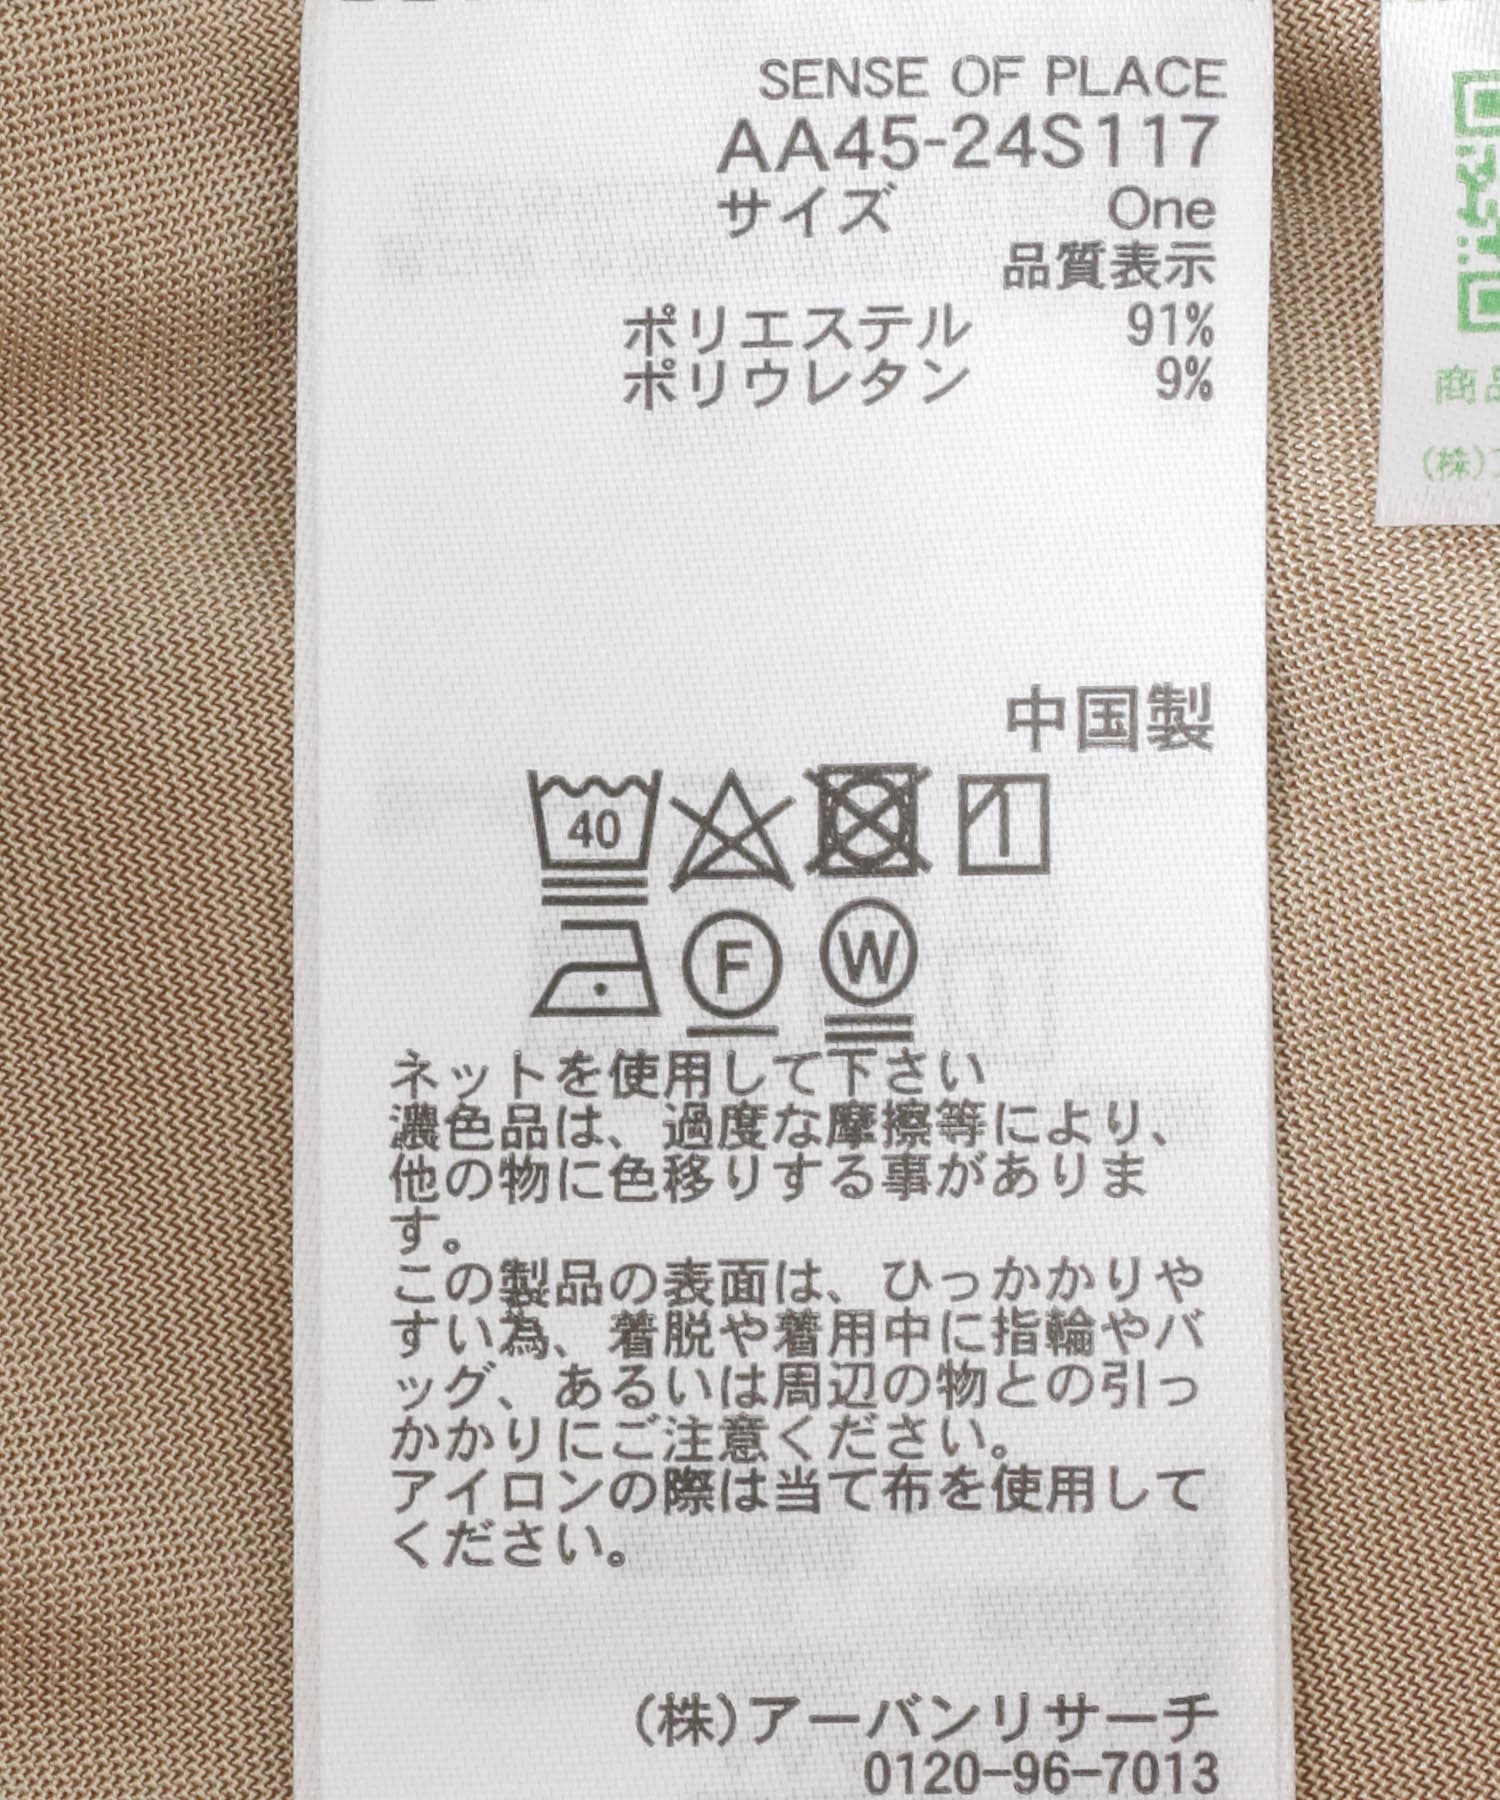 SENSE OF PLACE
AA45-24S117
サイズ One
品質表示
ポリエステル 91%
ポリウレタン 9%
中国製
40
F W
ネットを使用して下さい
濃色品は、過度な摩擦等により、
他の物に色移りする事がありま
す。
この製品の表面は、ひっかかりや
すい為、着脱や着用中に指輪やバ
ッグ、あるいは周辺の物との引っ
かかりにご注意ください。
アイロンの際は当て布を使用して
ください。
(株)アーバンリサーチ
0120-96-7013
商品
(株)